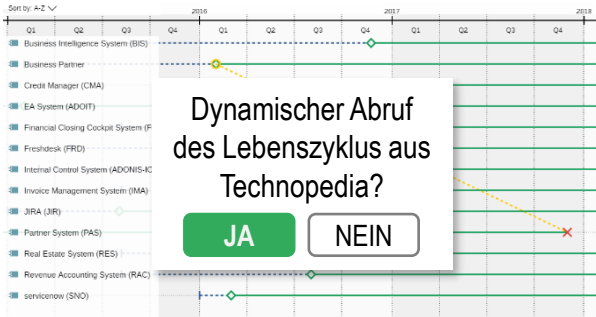 Sort by: A-Z
2016 2017 2018
Q1 Q2 Q3 Q4 Q1 Q2 Q3 Q4 Q1 Q2 Q3 Q4
Business Intelligence System (BIS)
Business Partner
Credit Manager (CMA)
EA System (ADOIT)
Financial Closing Cockpit System (F
Freshdesk (FRD)
Internal Control System (ADONIS-IC
Invoice Management System (IMA)
JIRA (JIR)
Partner System (PAS)
Real Estate System (RES)
Revenue Accounting System (RAC)
servicenow (SNO)
Dynamischer Abruf
des Lebenszyklus aus
Technopedia?
JA NEIN